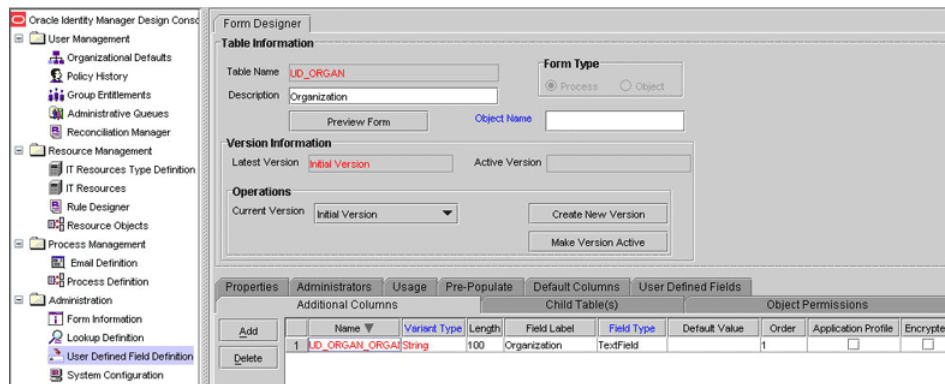 Oracle Identity Manager Design Conso
User Management
Organizational Defaults
Policy History
Group Entitlements
Administrative Queues
Reconciliation Manager
Resource Management
IT Resources Type Definition
IT Resources
Rule Designer
Resource Objects
Process Management
Email Definition
Process Definition
Administration
Form Information
Lookup Definition
User Defined Field Definition
System Configuration
Form Designer
Table Information
Table Name UD_ORGAN
Form Type
Process Object
Description Organization
Preview Form
Object Name
Version Information
Latest Version Initial Version Active Version
Operations
Current Version Initial Version Create New Version
Make Version Active
Properties Administrators Usage Pre-Populate Default Columns User Defined Fields
Additional Columns Child Table(s) Object Permissions
Add
Delete
Name Variant Type Length Field Label Field Type Default Value Order Application Profile Encrypte
1 UD_ORGAN_ORGAI String 100 Organization TextField 1